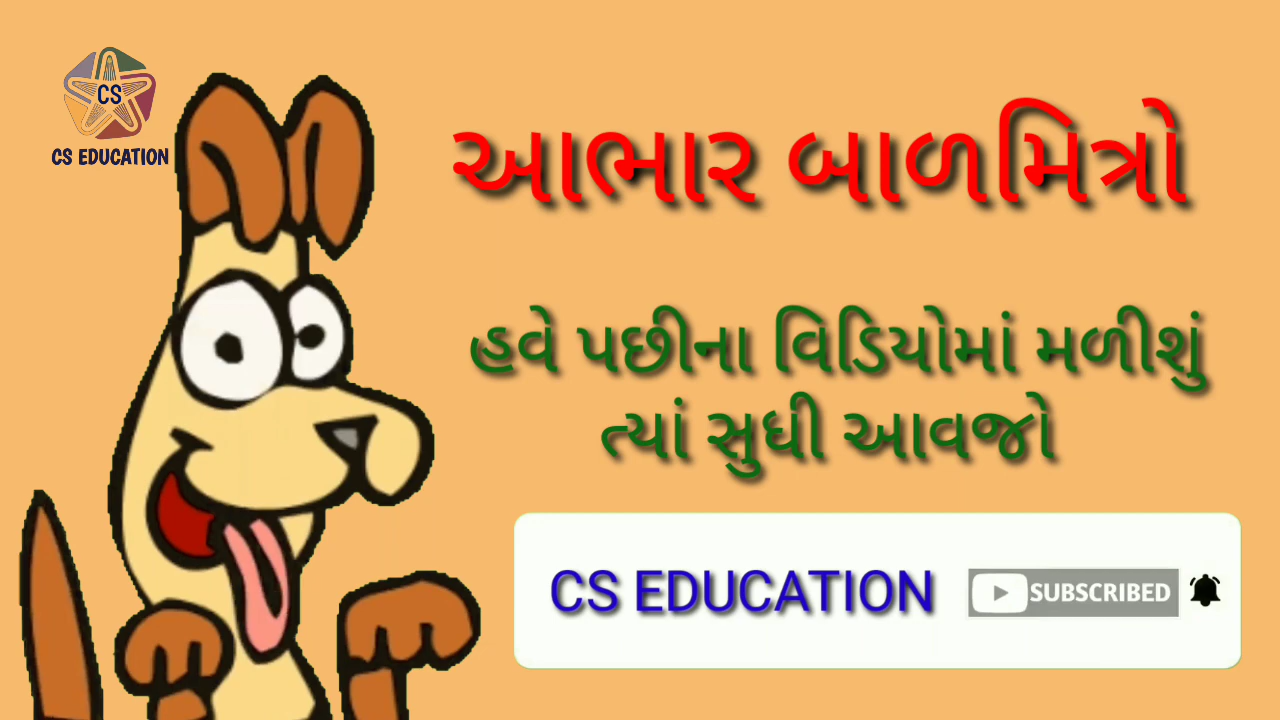 CS
CS EDUCATION
આભાર બાળમિત્રો
હવે પછીના વિડિયોમાં મળીશું
ત્યાં સુધી આવજો
CS EDUCATION SUBSCRIBED